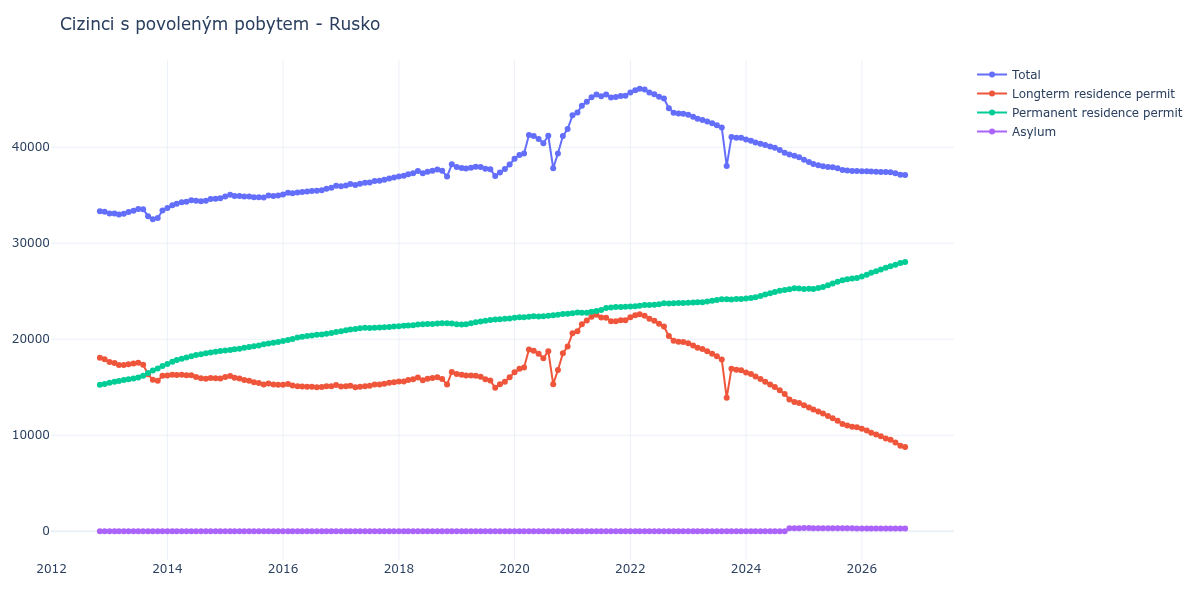 Cizinci s povoleným pobytem - Rusko
Total
Longterm residence permit
Permanent residence permit
Asylum
40000
30000
20000
10000
0
2012 2014 2016 2018 2020 2022 2024 2026